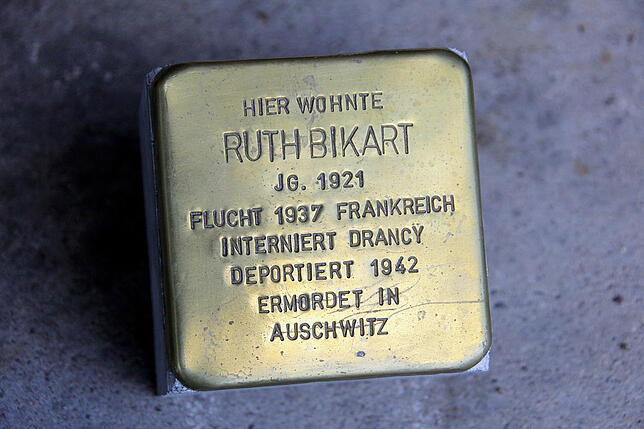 HIER WOHNTE
RUTH BIKART
JG. 1921
FLUCHT 1937 FRANKREICH
INTERNIERT DRANCY
DEPORTIERT 1942
ERMORDET IN
AUSCHWITZ